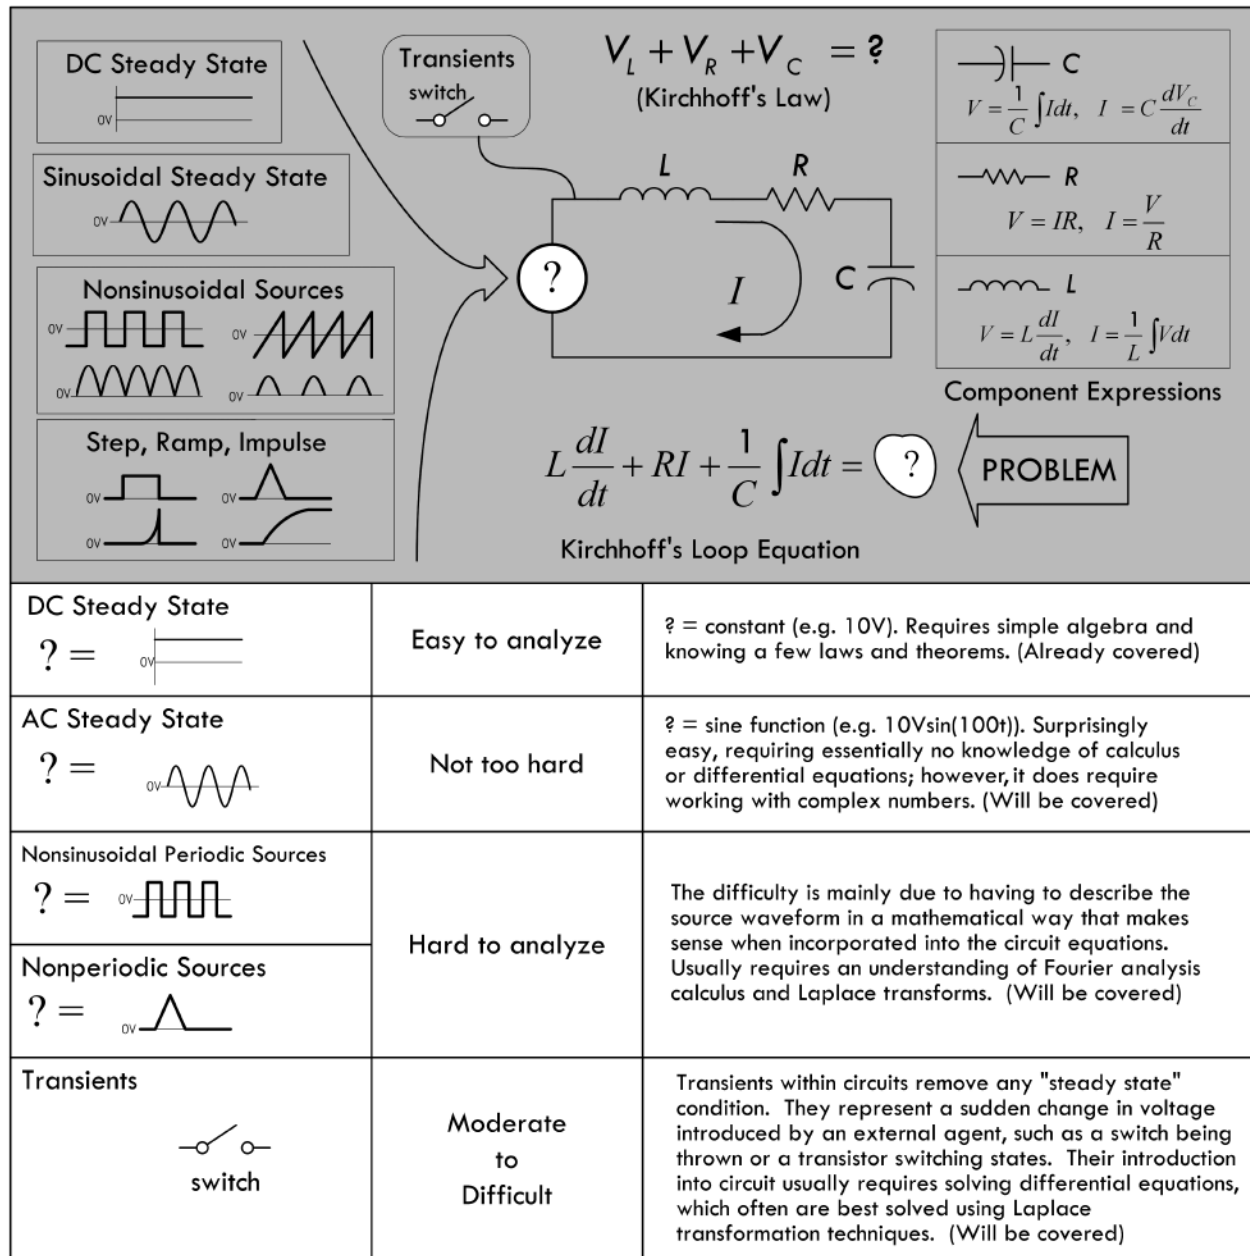 DC Steady State
0V
Sinusoidal Steady State
0V
Nonsinusoidal Sources
0V
0V
0V
0V
Step, Ramp, Impulse
0V
0V
0V
0V
Transients
switch
V_L + V_R + V_C = ?
(Kirchhoff's Law)
L
R
?
I
C
L dI/dt + RI + 1/C ∫Idt = ?
Kirchhoff's Loop Equation
C
V = 1/C ∫Idt, I = C dV_C/dt
R
V = IR, I = V/R
L
V = L dI/dt, I = 1/L ∫Vdt
Component Expressions
PROBLEM
DC Steady State
? =
0V
Easy to analyze
? = constant (e.g. 10V). Requires simple algebra and
knowing a few laws and theorems. (Already covered)
AC Steady State
? =
0V
Not too hard
? = sine function (e.g. 10Vsin(100t)). Surprisingly
easy, requiring essentially no knowledge of calculus
or differential equations; however, it does require
working with complex numbers. (Will be covered)
Nonsinusoidal Periodic Sources
? =
0V
Nonperiodic Sources
? =
0V
Hard to analyze
The difficulty is mainly due to having to describe the
source waveform in a mathematical way that makes
sense when incorporated into the circuit equations.
Usually requires an understanding of Fourier analysis
calculus and Laplace transforms. (Will be covered)
Transients
switch
Moderate
to
Difficult
Transients within circuits remove any "steady state"
condition. They represent a sudden change in voltage
introduced by an external agent, such as a switch being
thrown or a transistor switching states. Their introduction
into circuit usually requires solving differential equations,
which often are best solved using Laplace
transformation techniques. (Will be covered)